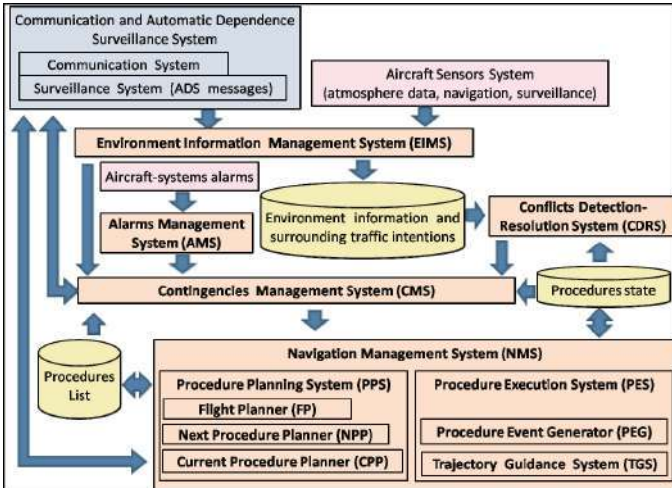 Communication and Automatic Dependence
Surveillance System
Communication System
Surveillance System (ADS messages)
Aircraft Sensors System
(atmosphere data, navigation, surveillance)
Environment Information Management System (EIMS)
Aircraft-systems alarms
Alarms Management
System (AMS)
Environment information and
surrounding traffic intentions
Conflicts Detection-
Resolution System (CDRS)
Contingencies Management System (CMS)
Procedures state
Procedures
List
Navigation Management System (NMS)
Procedure Planning System (PPS)
Flight Planner (FP)
Next Procedure Planner (NPP)
Current Procedure Planner (CPP)
Procedure Execution System (PES)
Procedure Event Generator (PEG)
Trajectory Guidance System (TGS)